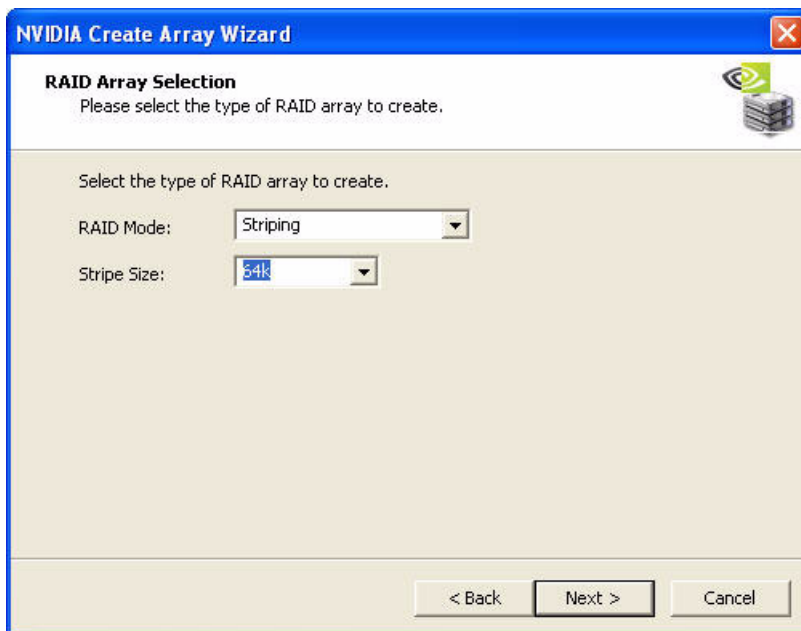 NVIDIA Create Array Wizard
RAID Array Selection
Please select the type of RAID array to create.
Select the type of RAID array to create.
RAID Mode: Striping
Stripe Size: 64k
< Back Next > Cancel